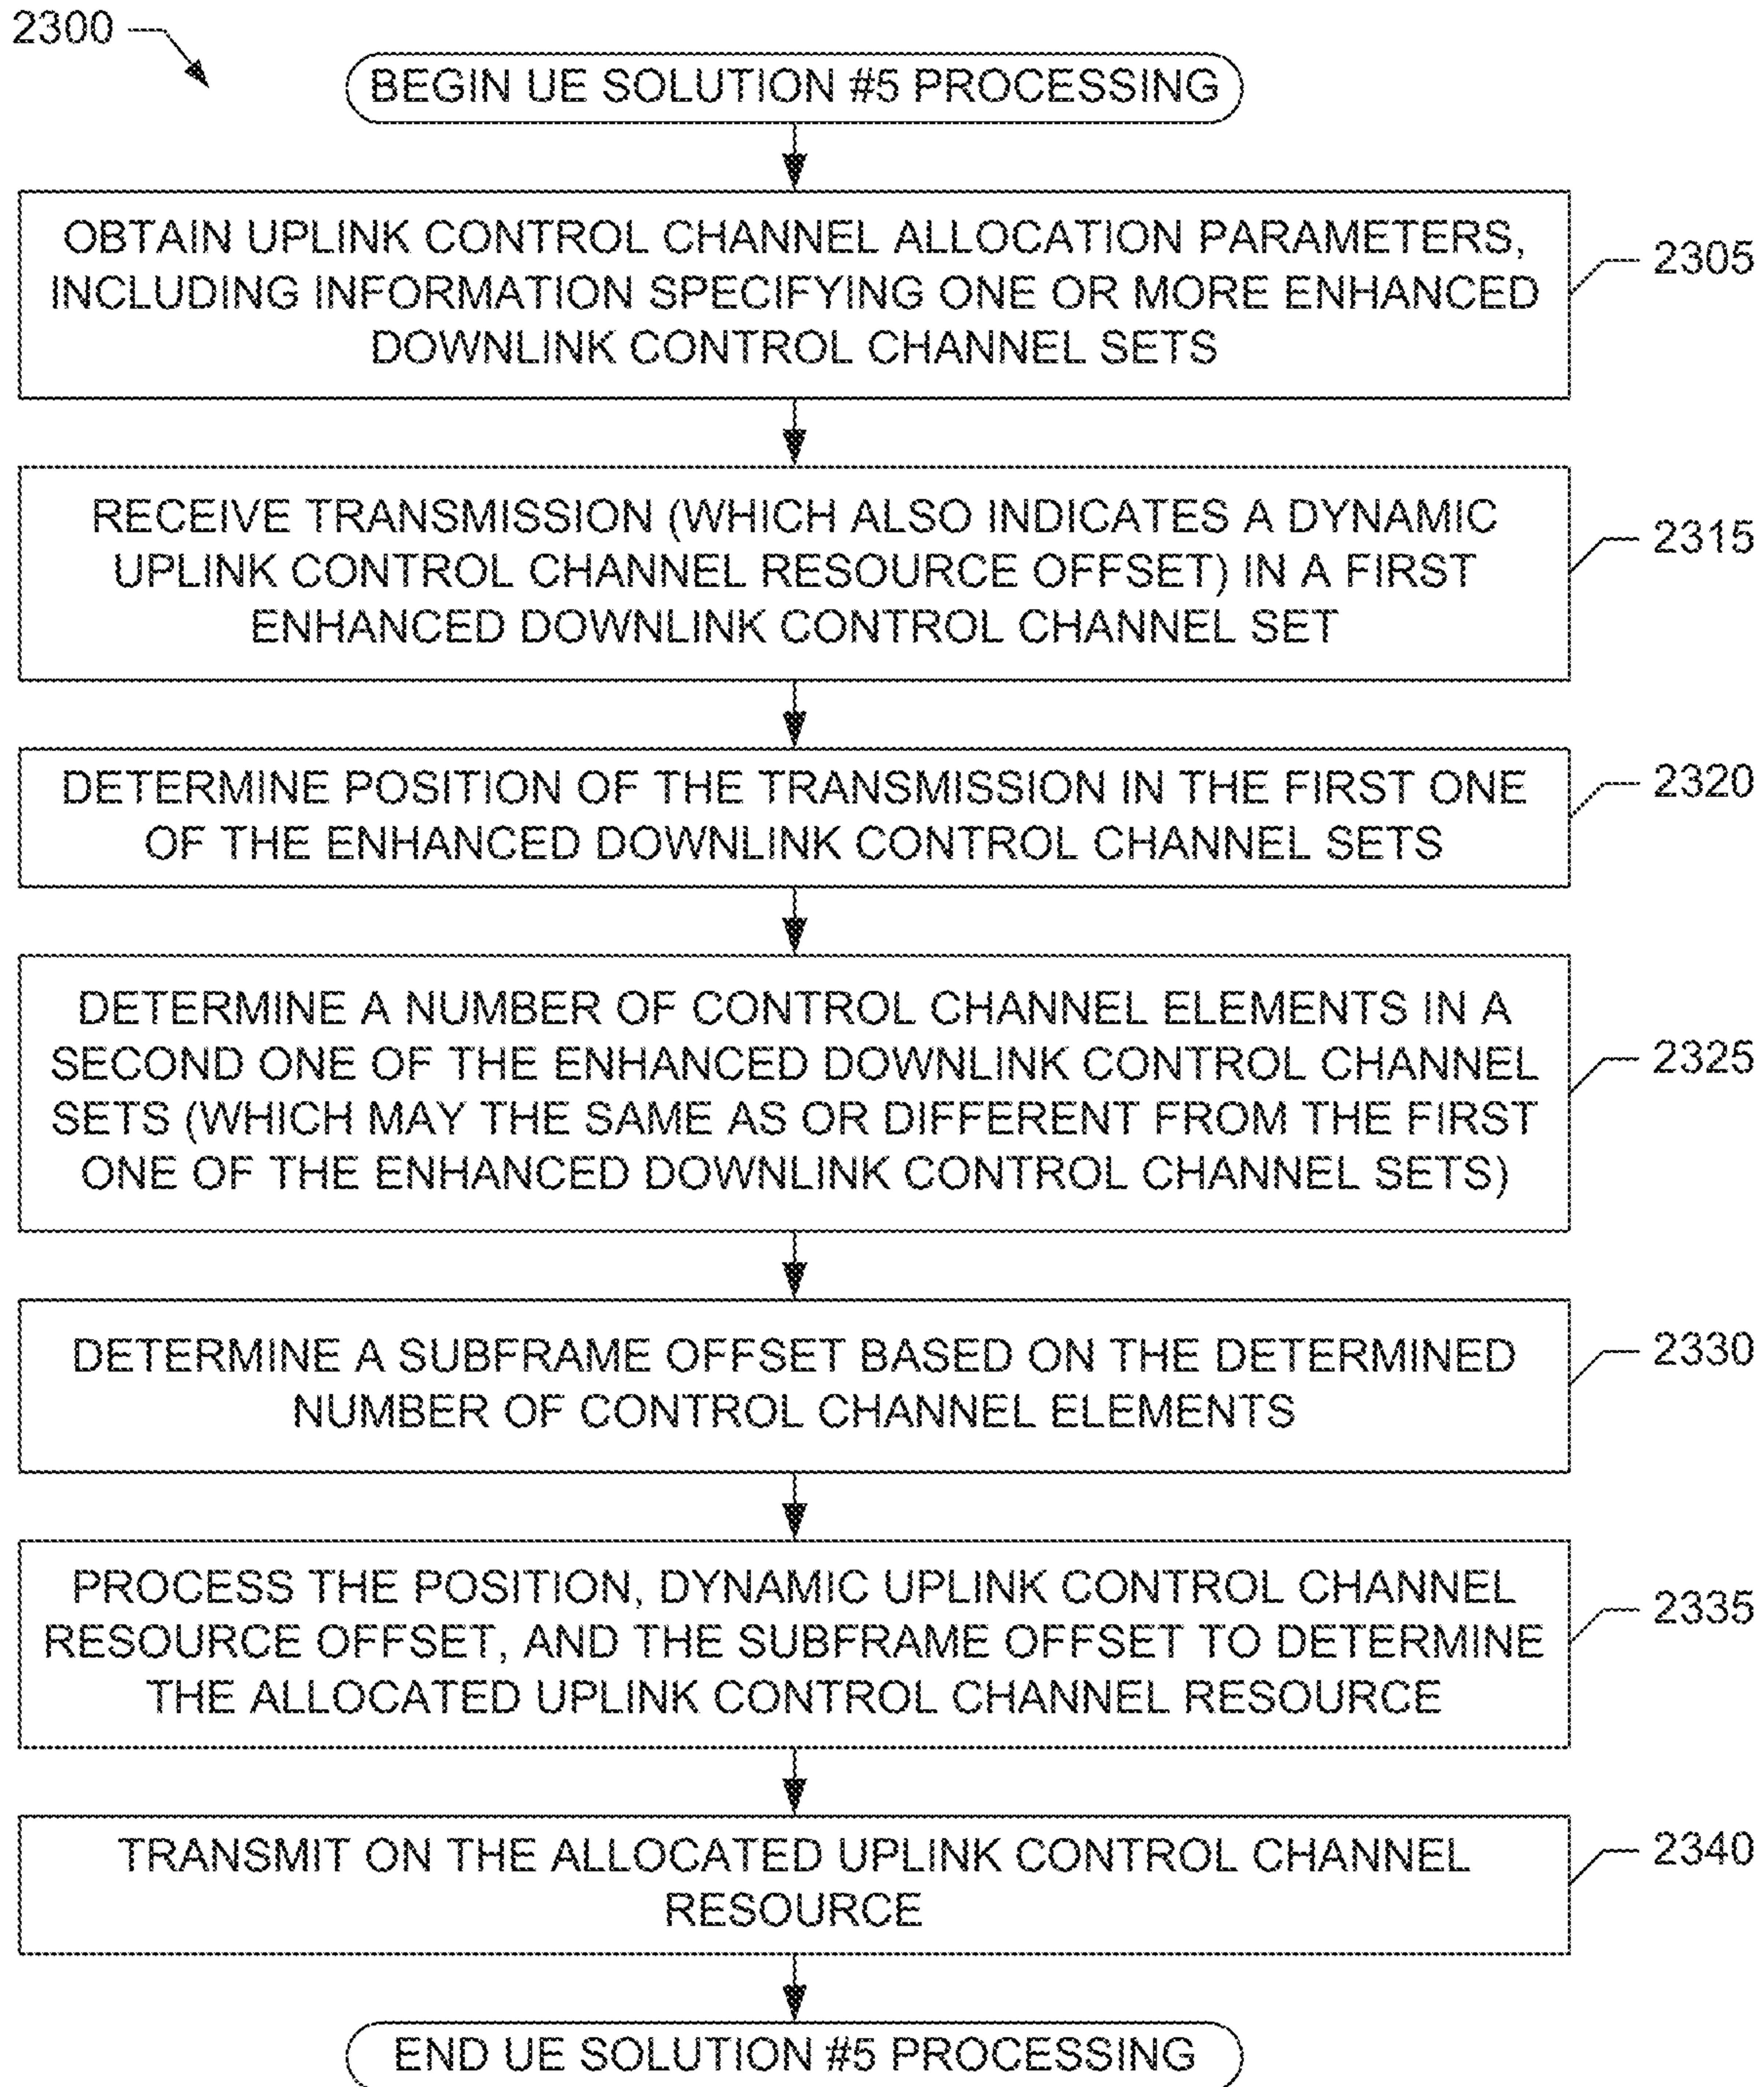 2300
BEGIN UE SOLUTION #5 PROCESSING
OBTAIN UPLINK CONTROL CHANNEL ALLOCATION PARAMETERS,
INCLUDING INFORMATION SPECIFYING ONE OR MORE ENHANCED
DOWNLINK CONTROL CHANNEL SETS
2305
RECEIVE TRANSMISSION (WHICH ALSO INDICATES A DYNAMIC
UPLINK CONTROL CHANNEL RESOURCE OFFSET) IN A FIRST
ENHANCED DOWNLINK CONTROL CHANNEL SET
2315
DETERMINE POSITION OF THE TRANSMISSION IN THE FIRST ONE
OF THE ENHANCED DOWNLINK CONTROL CHANNEL SETS
2320
DETERMINE A NUMBER OF CONTROL CHANNEL ELEMENTS IN A
SECOND ONE OF THE ENHANCED DOWNLINK CONTROL CHANNEL
SETS (WHICH MAY THE SAME AS OR DIFFERENT FROM THE FIRST
ONE OF THE ENHANCED DOWNLINK CONTROL CHANNEL SETS)
2325
DETERMINE A SUBFRAME OFFSET BASED ON THE DETERMINED
NUMBER OF CONTROL CHANNEL ELEMENTS
2330
PROCESS THE POSITION, DYNAMIC UPLINK CONTROL CHANNEL
RESOURCE OFFSET, AND THE SUBFRAME OFFSET TO DETERMINE
THE ALLOCATED UPLINK CONTROL CHANNEL RESOURCE
2335
TRANSMIT ON THE ALLOCATED UPLINK CONTROL CHANNEL
RESOURCE
2340
END UE SOLUTION #5 PROCESSING